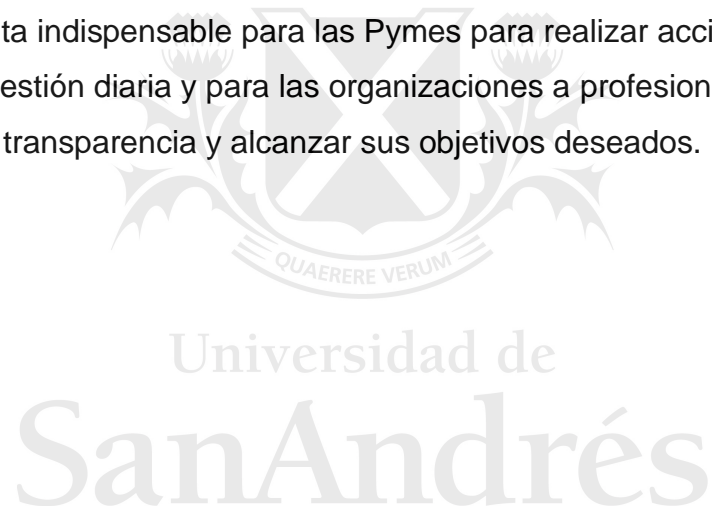 ta indispensable para las Pymes para realizar acci
estión diaria y para las organizaciones a profesion
transparencia y alcanzar sus objetivos deseados.
QUAERERE VERUM
Universidad de
SanAndrés